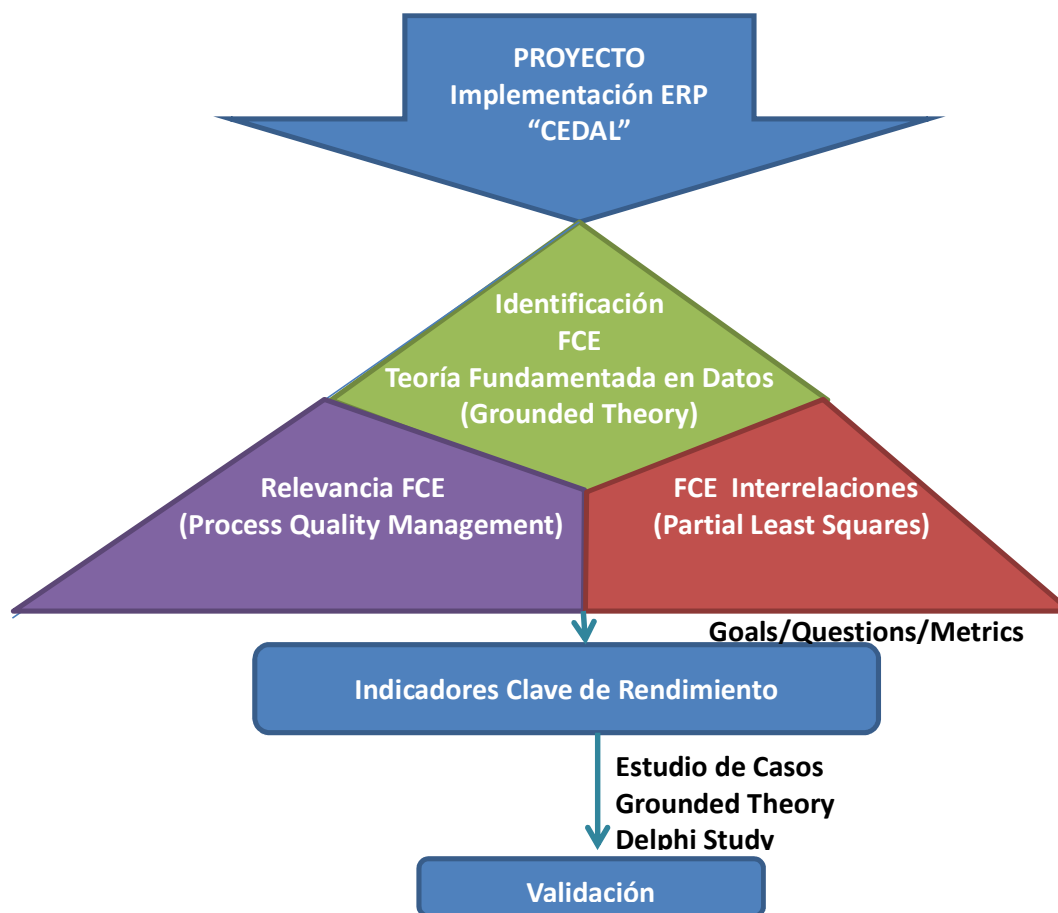 PROYECTO
Implementación ERP
“CEDAL”
Identificación
FCE
Teoría Fundamentada en Datos
(Grounded Theory)
Relevancia FCE
(Process Quality Management)
FCE Interrelaciones
(Partial Least Squares)
Goals/Questions/Metrics
Indicadores Clave de Rendimiento
Estudio de Casos
Grounded Theory
Delphi Study
Validación